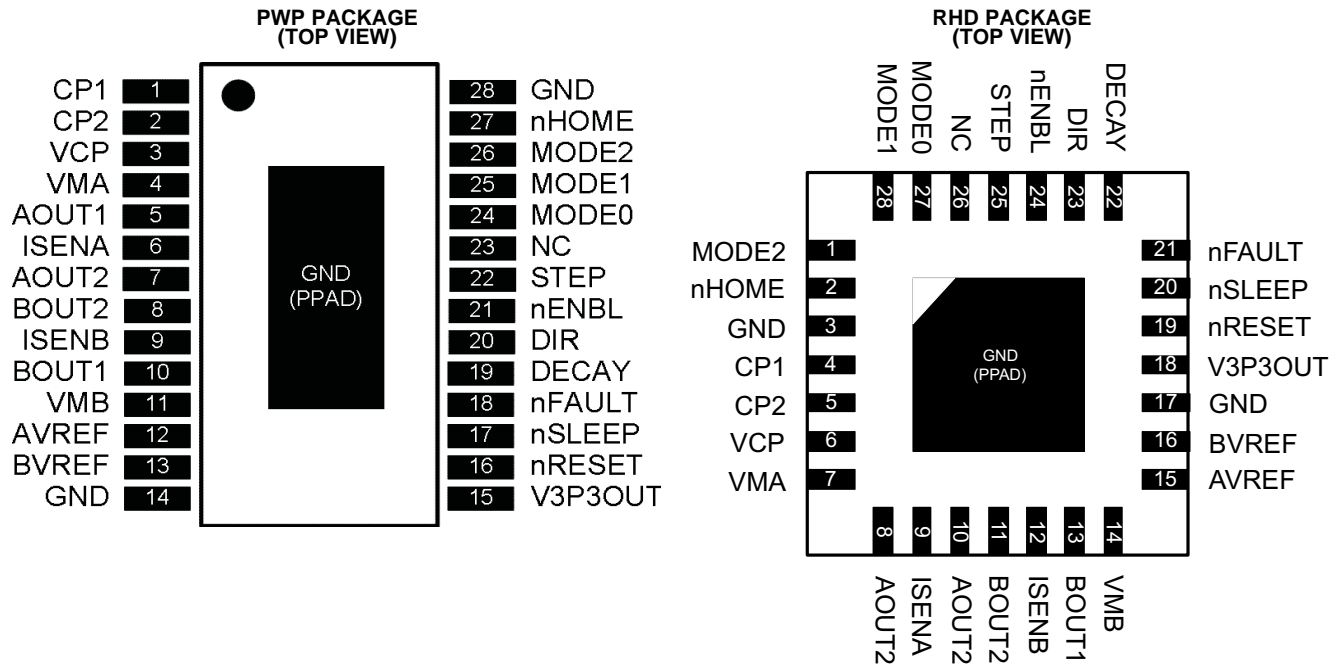 PWP PACKAGE
(TOP VIEW)
CP1 1
CP2 2
VCP 3
VMA 4
AOUT1 5
ISENA 6
AOUT2 7
BOUT2 8
ISENB 9
BOUT1 10
VMB 11
AVREF 12
BVREF 13
GND 14
GND
(PPAD)
28 GND
27 nHOME
26 MODE2
25 MODE1
24 MODE0
23 NC
22 STEP
21 nENBL
20 DIR
19 DECAY
18 nFAULT
17 nSLEEP
16 nRESET
15 V3P3OUT
RHD PACKAGE
(TOP VIEW)
MODE1 28
MODE0 27
NC 26
STEP 25
nENBL 24
DIR 23
DECAY 22
MODE2 1
nHOME 2
GND 3
CP1 4
CP2 5
VCP 6
VMA 7
GND
(PPAD)
21 nFAULT
20 nSLEEP
19 nRESET
18 V3P3OUT
17 GND
16 BVREF
15 AVREF
8 AOUT2
9 ISENA
10 AOUT2
11 BOUT2
12 ISENB
13 BOUT1
14 VMB